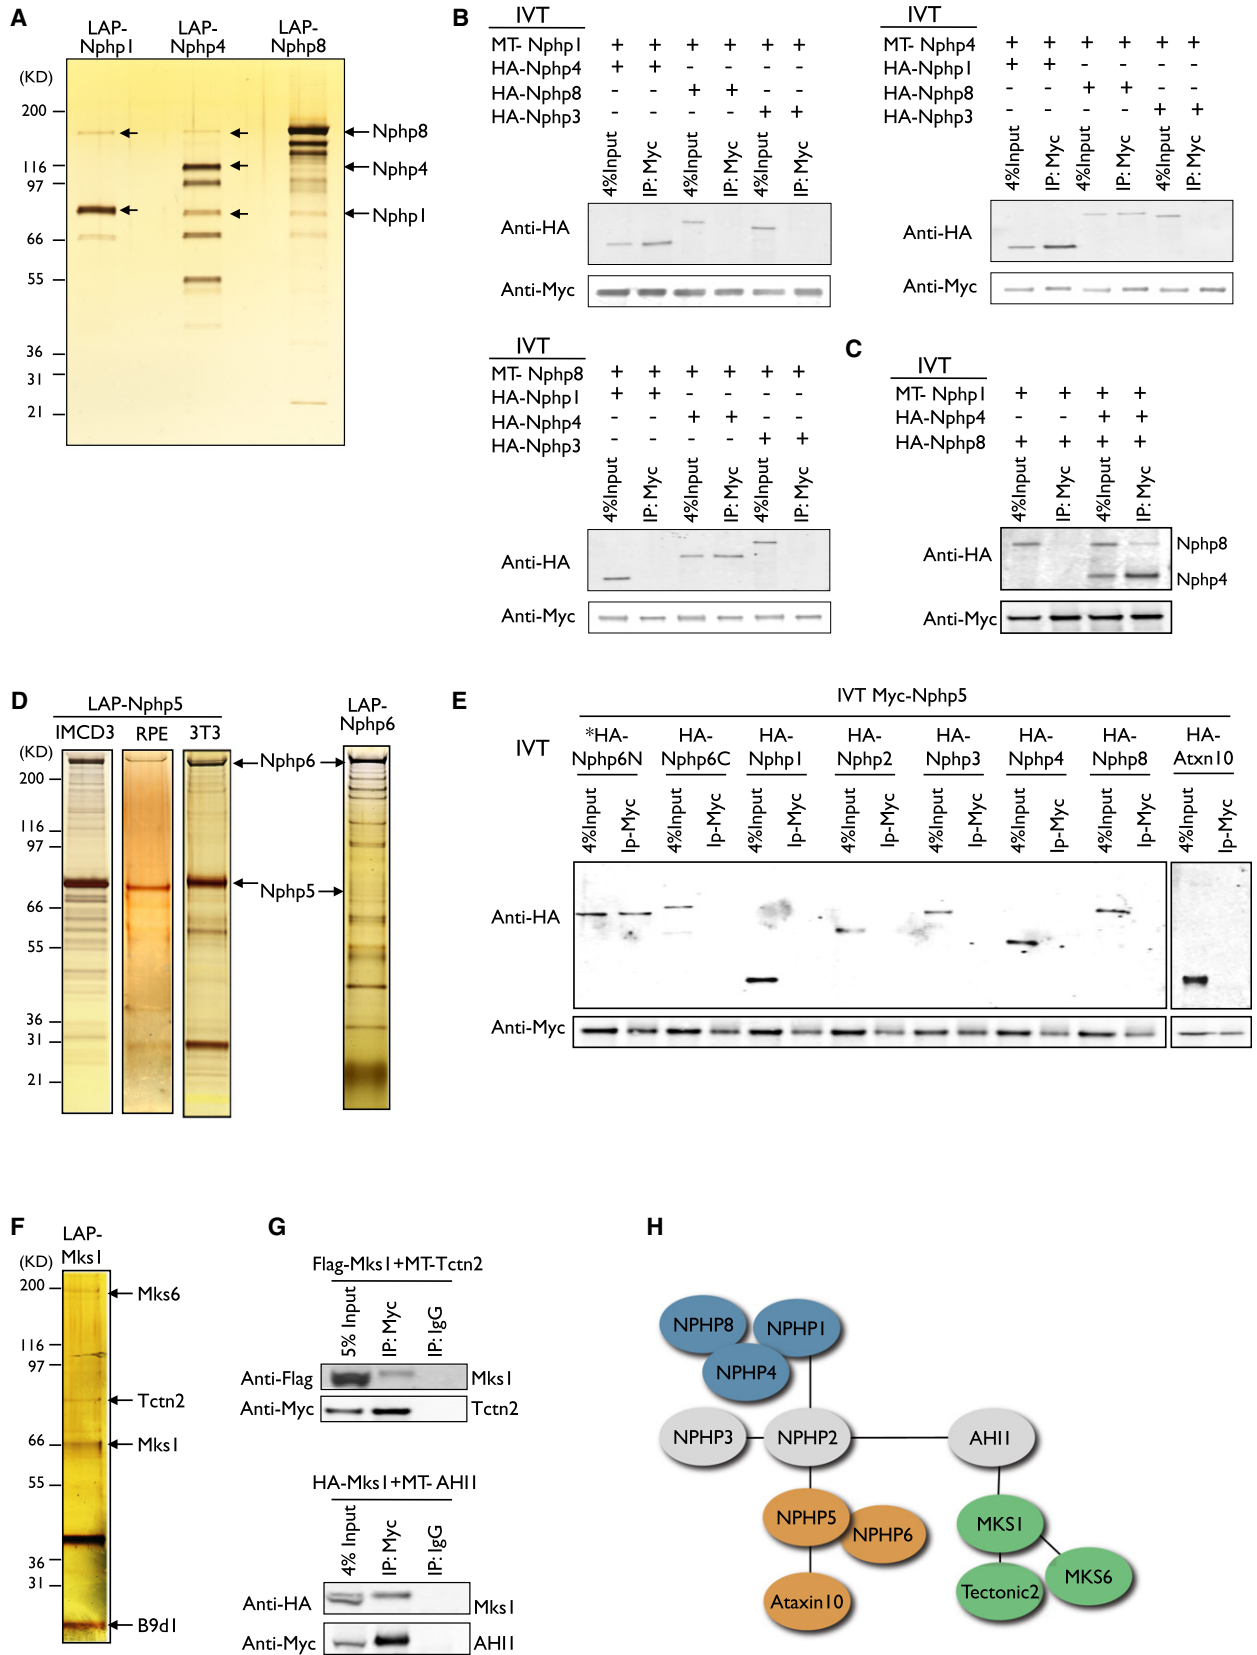 A
LAP-
Nphp1
LAP-
Nphp4
LAP-
Nphp8
(KD)
200
116
97
66
55
36
31
21
Nphp8
Nphp4
Nphp1
B
IVT
MT- Nphp1 + + + + + +
HA-Nphp4 + + - - - -
HA-Nphp8 - - + + - -
HA-Nphp3 - - - - + +
4%Input
IP: Myc
4%Input
IP: Myc
4%Input
IP: Myc
Anti-HA
Anti-Myc
IVT
MT- Nphp4 + + + + + +
HA-Nphp1 + + - - - -
HA-Nphp8 - - + + - -
HA-Nphp3 - - - - + +
4%Input
IP: Myc
4%Input
IP: Myc
4%Input
IP: Myc
Anti-HA
Anti-Myc
IVT
MT- Nphp8 + + + + + +
HA-Nphp1 + + - - - -
HA-Nphp4 - - + + - -
HA-Nphp3 - - - - + +
4%Input
IP: Myc
4%Input
IP: Myc
4%Input
IP: Myc
Anti-HA
Anti-Myc
C
IVT
MT- Nphp1 + + + +
HA-Nphp4 - - + +
HA-Nphp8 + + + +
4%Input
IP: Myc
4%Input
IP: Myc
Anti-HA
Nphp8
Nphp4
Anti-Myc
D
LAP-Nphp5
IMCD3 RPE 3T3
LAP-
Nphp6
(KD)
200
116
97
66
55
36
31
21
Nphp6
Nphp5
E
IVT Myc-Nphp5
IVT
*HA-
Nphp6N
HA-
Nphp6C
HA-
Nphp1
HA-
Nphp2
HA-
Nphp3
HA-
Nphp4
HA-
Nphp8
HA-
Atxn10
4%Input
Ip-Myc
4%Input
Ip-Myc
4%Input
Ip-Myc
4%Input
Ip-Myc
4%Input
Ip-Myc
4%Input
Ip-Myc
4%Input
Ip-Myc
4%Input
Ip-Myc
Anti-HA
Anti-Myc
F
LAP-
Mks1
(KD)
200
116
97
66
55
36
31
Mks6
Tctn2
Mks1
B9d1
G
Flag-Mks1+MT-Tctn2
5% Input
IP: Myc
IP: IgG
Anti-Flag
Mks1
Anti-Myc
Tctn2
HA-Mks1+MT- AHI1
4% Input
IP: Myc
IP: IgG
Anti-HA
Mks1
Anti-Myc
AHI1
H
NPHP8
NPHP1
NPHP4
NPHP3
NPHP2
AHI1
NPHP5
NPHP6
Ataxin10
MKS1
Tectonic2
MKS6